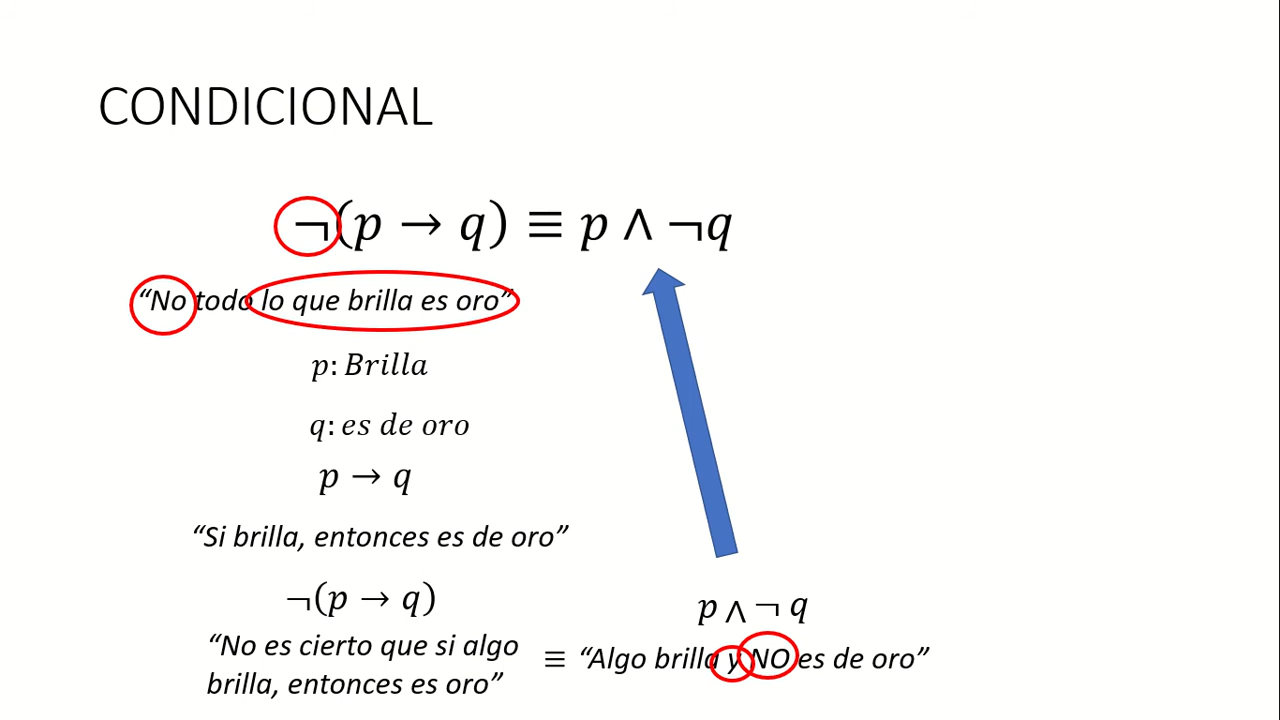 CONDICIONAL
¬(p → q) ≡ p ∧ ¬q
“No todo lo que brilla es oro”
p: Brilla
q: es de oro
p → q
“Si brilla, entonces es de oro”
¬(p → q)
“No es cierto que si algo
brilla, entonces es oro”
p ∧ ¬ q
≡ “Algo brilla y NO es de oro”